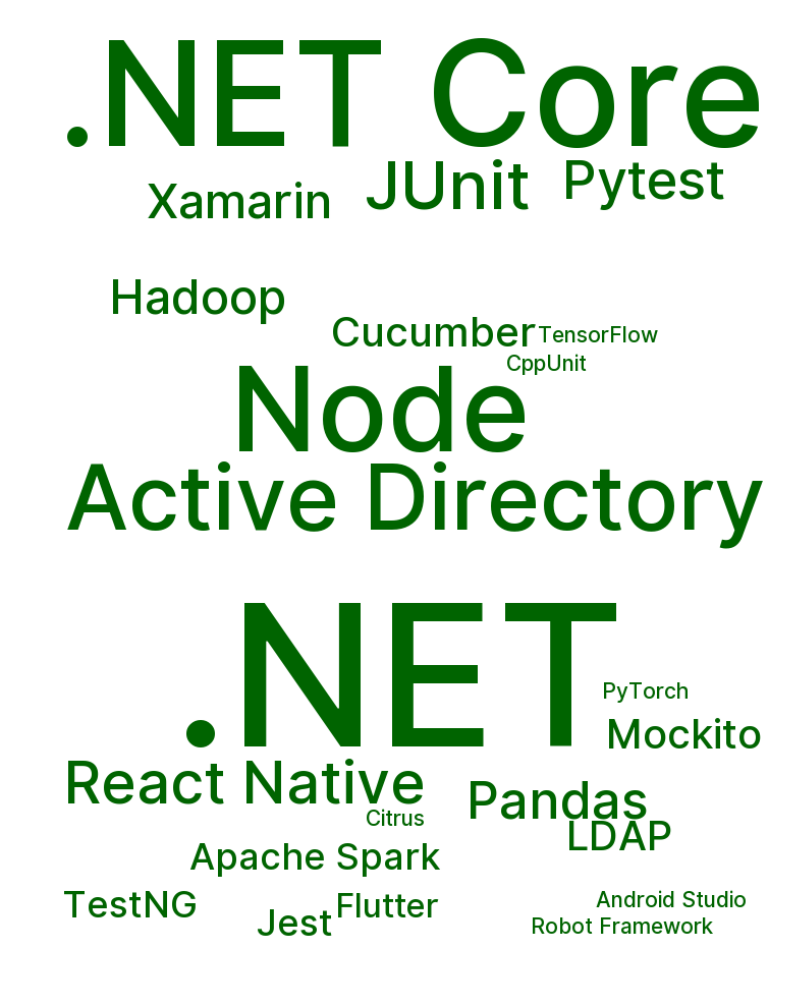 .NET Core
Xamarin JUnit Pytest
Hadoop
Cucumber TensorFlow
CppUnit
Node
Active Directory
.NET
PyTorch
Mockito
React Native
Pandas
Citrus
LDAP
Apache Spark
TestNG Jest Flutter Android Studio
Robot Framework